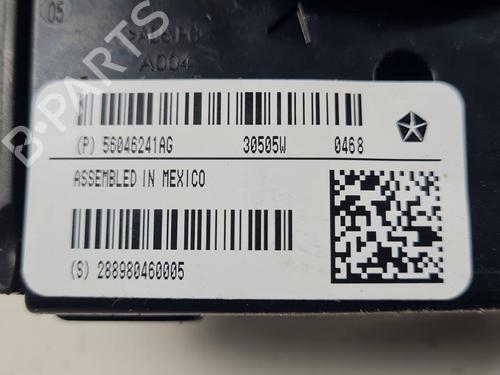 05
A004
B-PARTS
(P) 56046241AG 30505W 0468
ASSEMBLED IN MEXICO
(S) 288980460005